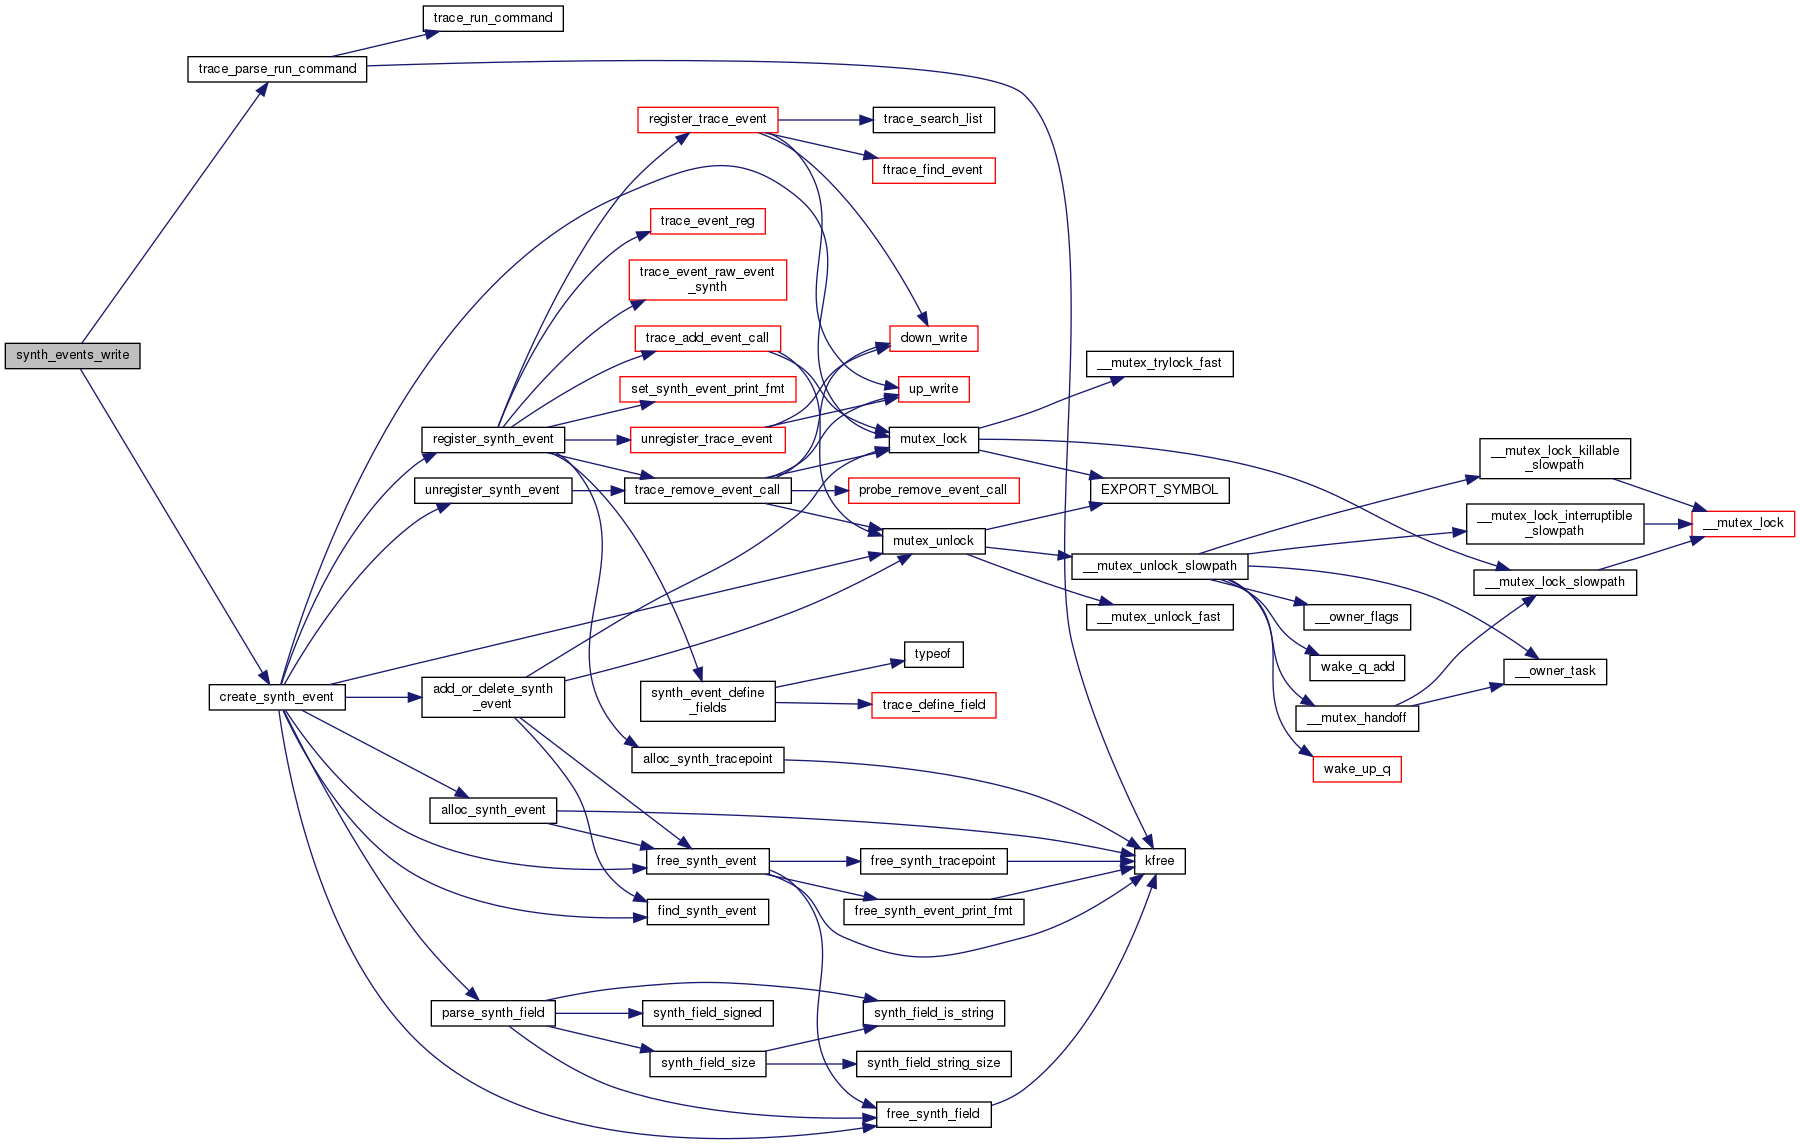 trace_run_command
trace_parse_run_command
register_trace_event
trace_search_list
ftrace_find_event
trace_event_reg
trace_event_raw_event
_synth
synth_events_write
trace_add_event_call
down_write
__mutex_trylock_fast
set_synth_event_print_fmt
up_write
register_synth_event
unregister_trace_event
mutex_lock
__mutex_lock_killable
_slowpath
unregister_synth_event
trace_remove_event_call
probe_remove_event_call
EXPORT_SYMBOL
__mutex_lock_interruptible
_slowpath
__mutex_lock
mutex_unlock
__mutex_unlock_slowpath
__mutex_lock_slowpath
__mutex_unlock_fast
__owner_flags
typeof
wake_q_add
__owner_task
create_synth_event
add_or_delete_synth
_event
synth_event_define
_fields
trace_define_field
__mutex_handoff
alloc_synth_tracepoint
wake_up_q
alloc_synth_event
free_synth_event
free_synth_tracepoint
kfree
find_synth_event
free_synth_event_print_fmt
parse_synth_field
synth_field_signed
synth_field_is_string
synth_field_size
synth_field_string_size
free_synth_field